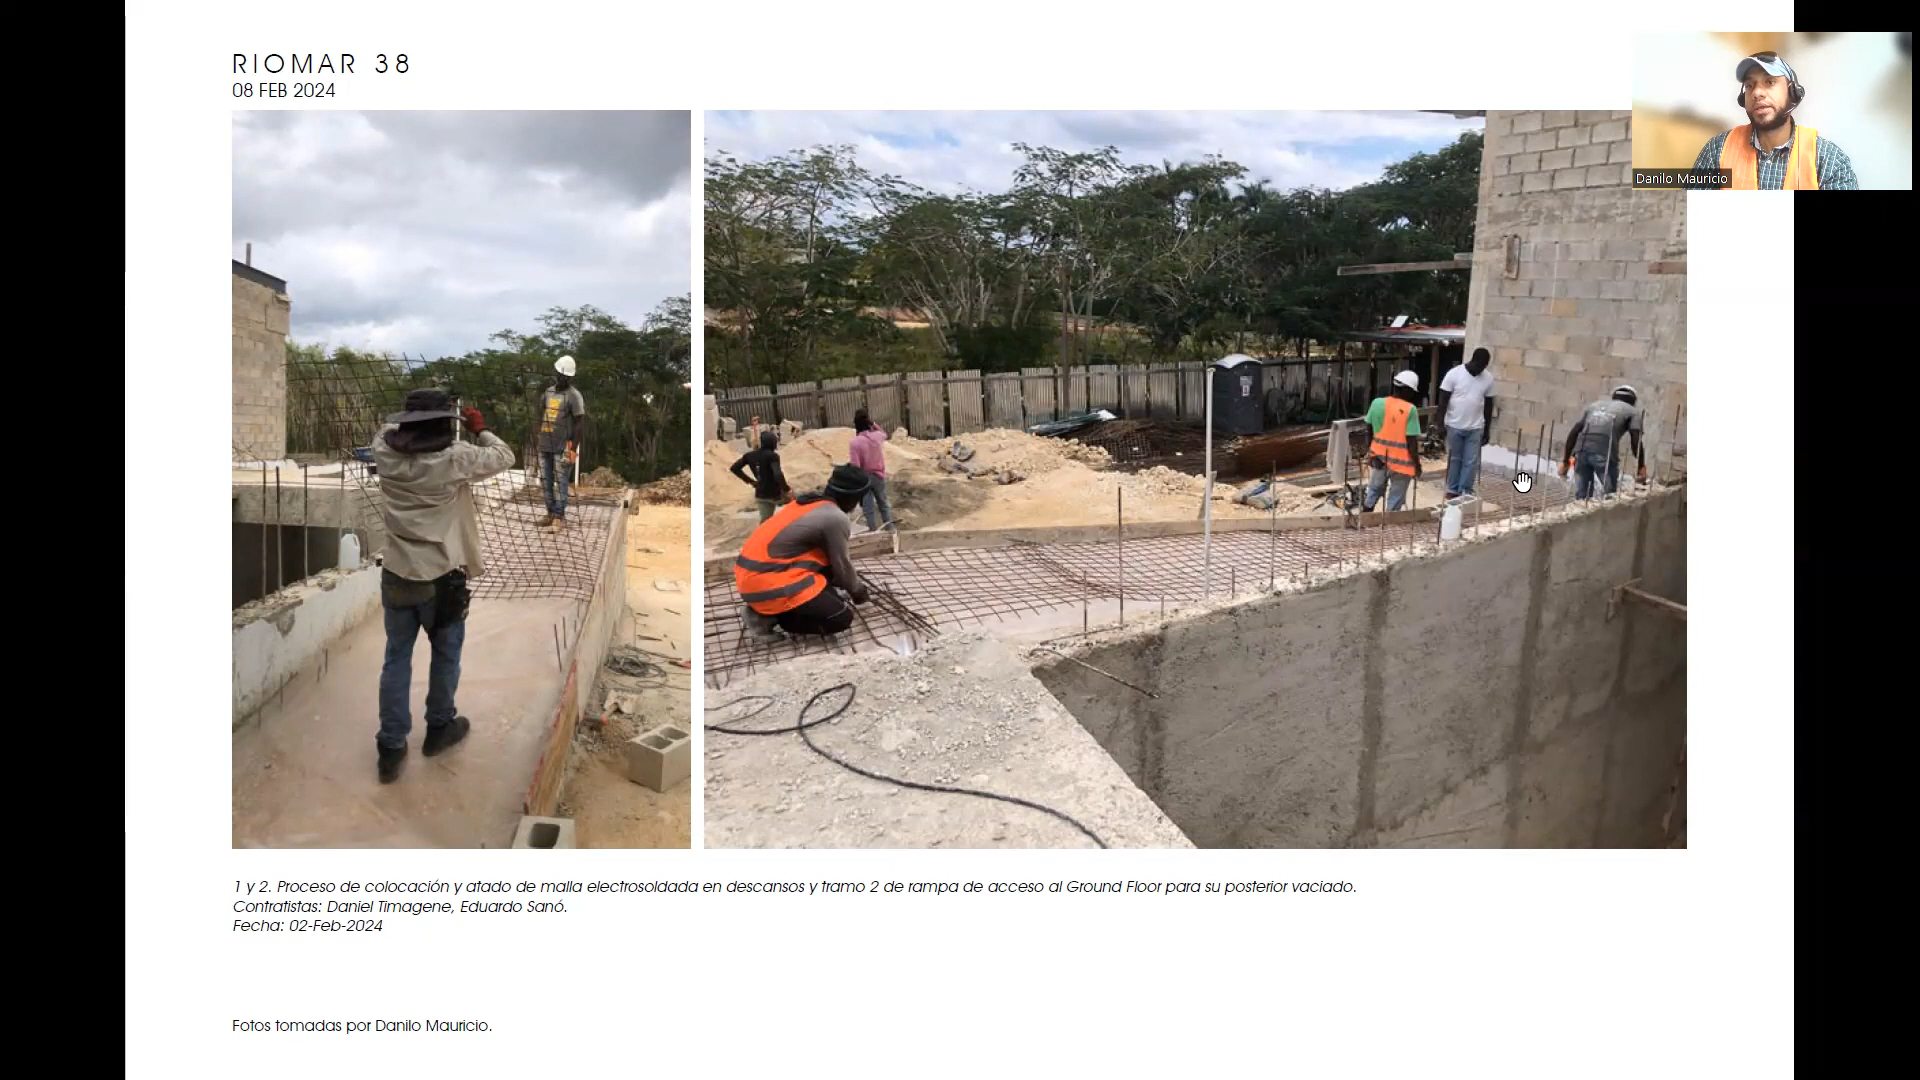 RIOMAR 38
08 FEB 2024
Danilo Mauricio
1 y 2. Proceso de colocación y atado de malla electrosoldada en descansos y tramo 2 de rampa de acceso al Ground Floor para su posterior vaciado.
Contratistas: Daniel Timagene, Eduardo Sanó.
Fecha: 02-Feb-2024
Fotos tomadas por Danilo Mauricio.